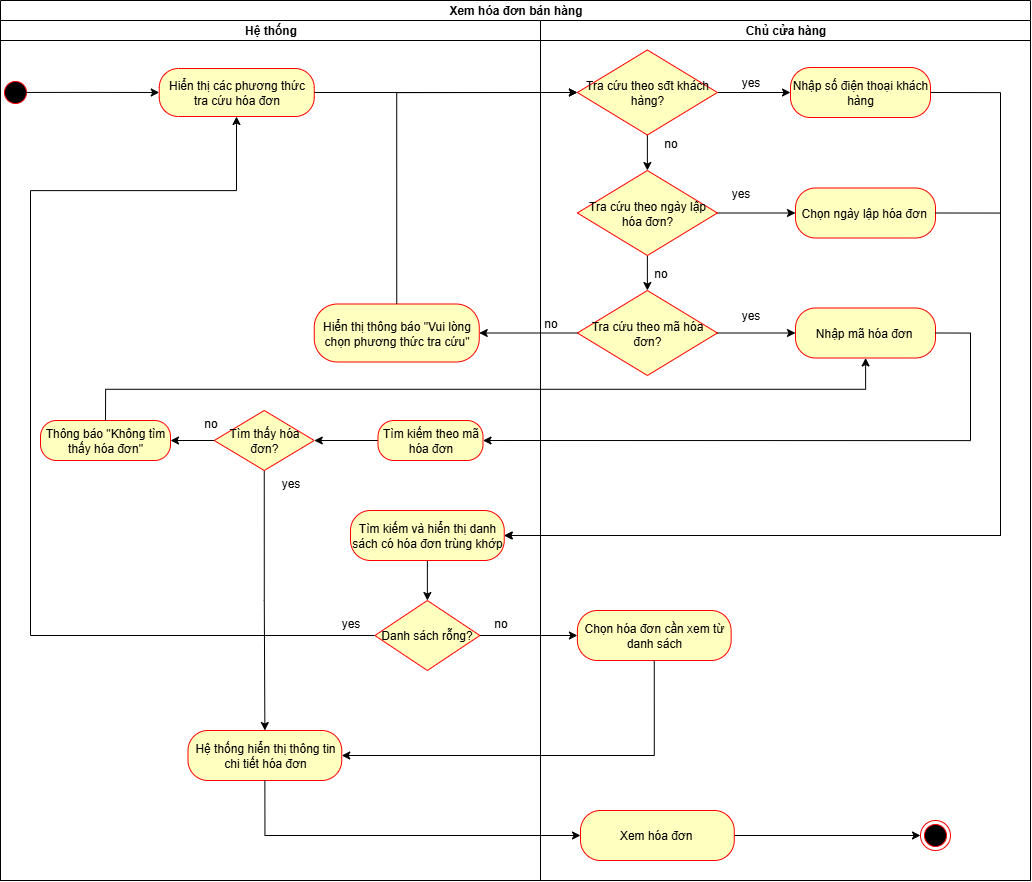 Xem hóa đơn bán hàng
Hệ thống
Chủ cửa hàng
Hiển thị các phương thức
tra cứu hóa đơn
Tra cứu theo sđt khách
hàng?
yes
Nhập số điện thoại khách
hàng
no
Tra cứu theo ngày lập
hóa đơn?
yes
Chọn ngày lập hóa đơn
no
Hiển thị thông báo "Vui lòng
chọn phương thức tra cứu"
no
Tra cứu theo mã hóa
đơn?
yes
Nhập mã hóa đơn
Thông báo "Không tìm
thấy hóa đơn"
no
Tìm thấy hóa
đơn?
Tìm kiếm theo mã
hóa đơn
yes
Tìm kiếm và hiển thị danh
sách có hóa đơn trùng khớp
yes
Danh sách rỗng?
no
Chọn hóa đơn cần xem từ
danh sách
Hệ thống hiển thị thông tin
chi tiết hóa đơn
Xem hóa đơn